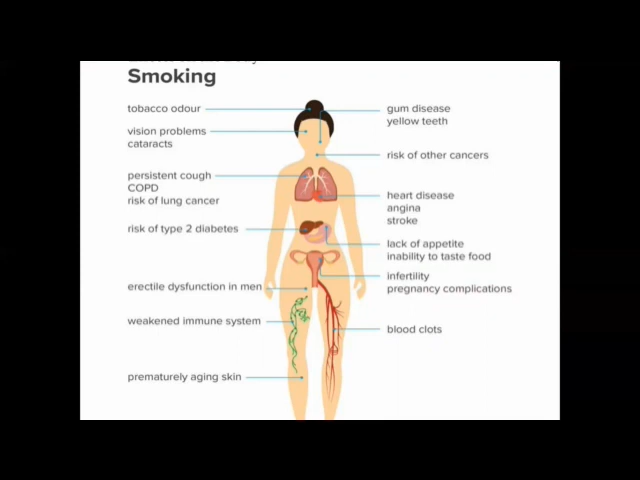 Smoking
tobacco odour
vision problems
cataracts
persistent cough
COPD
risk of lung cancer
risk of type 2 diabetes
erectile dysfunction in men
weakened immune system
prematurely aging skin
gum disease
yellow teeth
risk of other cancers
heart disease
angina
stroke
lack of appetite
inability to taste food
infertility
pregnancy complications
blood clots